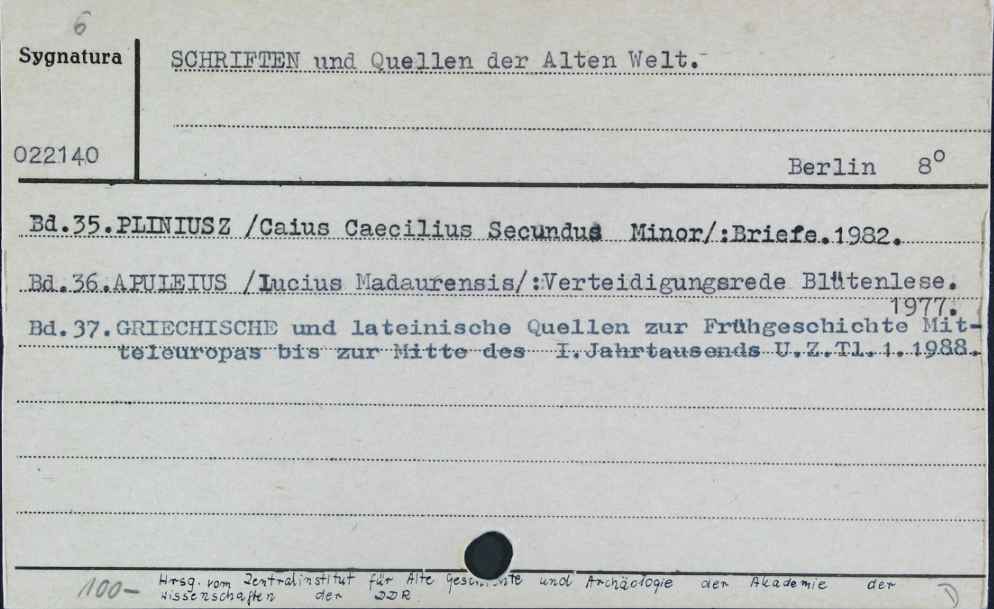 6
Sygnatura
SCHRIFTEN und Quellen der Alten Welt.-
022140
Berlin 8°
Bd.35.PLINIUSZ /Caius Caecilius Secundus Minor/:Briefe.1982.
Bd.36.APULEIUS /Lucius Madaurensis/:Verteidigungsrede Blütenlese.
1977.
Bd.37.GRIECHISCHE und lateinische Quellen zur Frühgeschichte Mit-
teleuropas bis zur Mitte des I.Jahrtausends U.Z.Tl.1.1988.
100-
Hrsg. vom Zentralinstitut für Alte Geschichte und Archäologie der Akademie der
Wissenschaften der DDR.
D